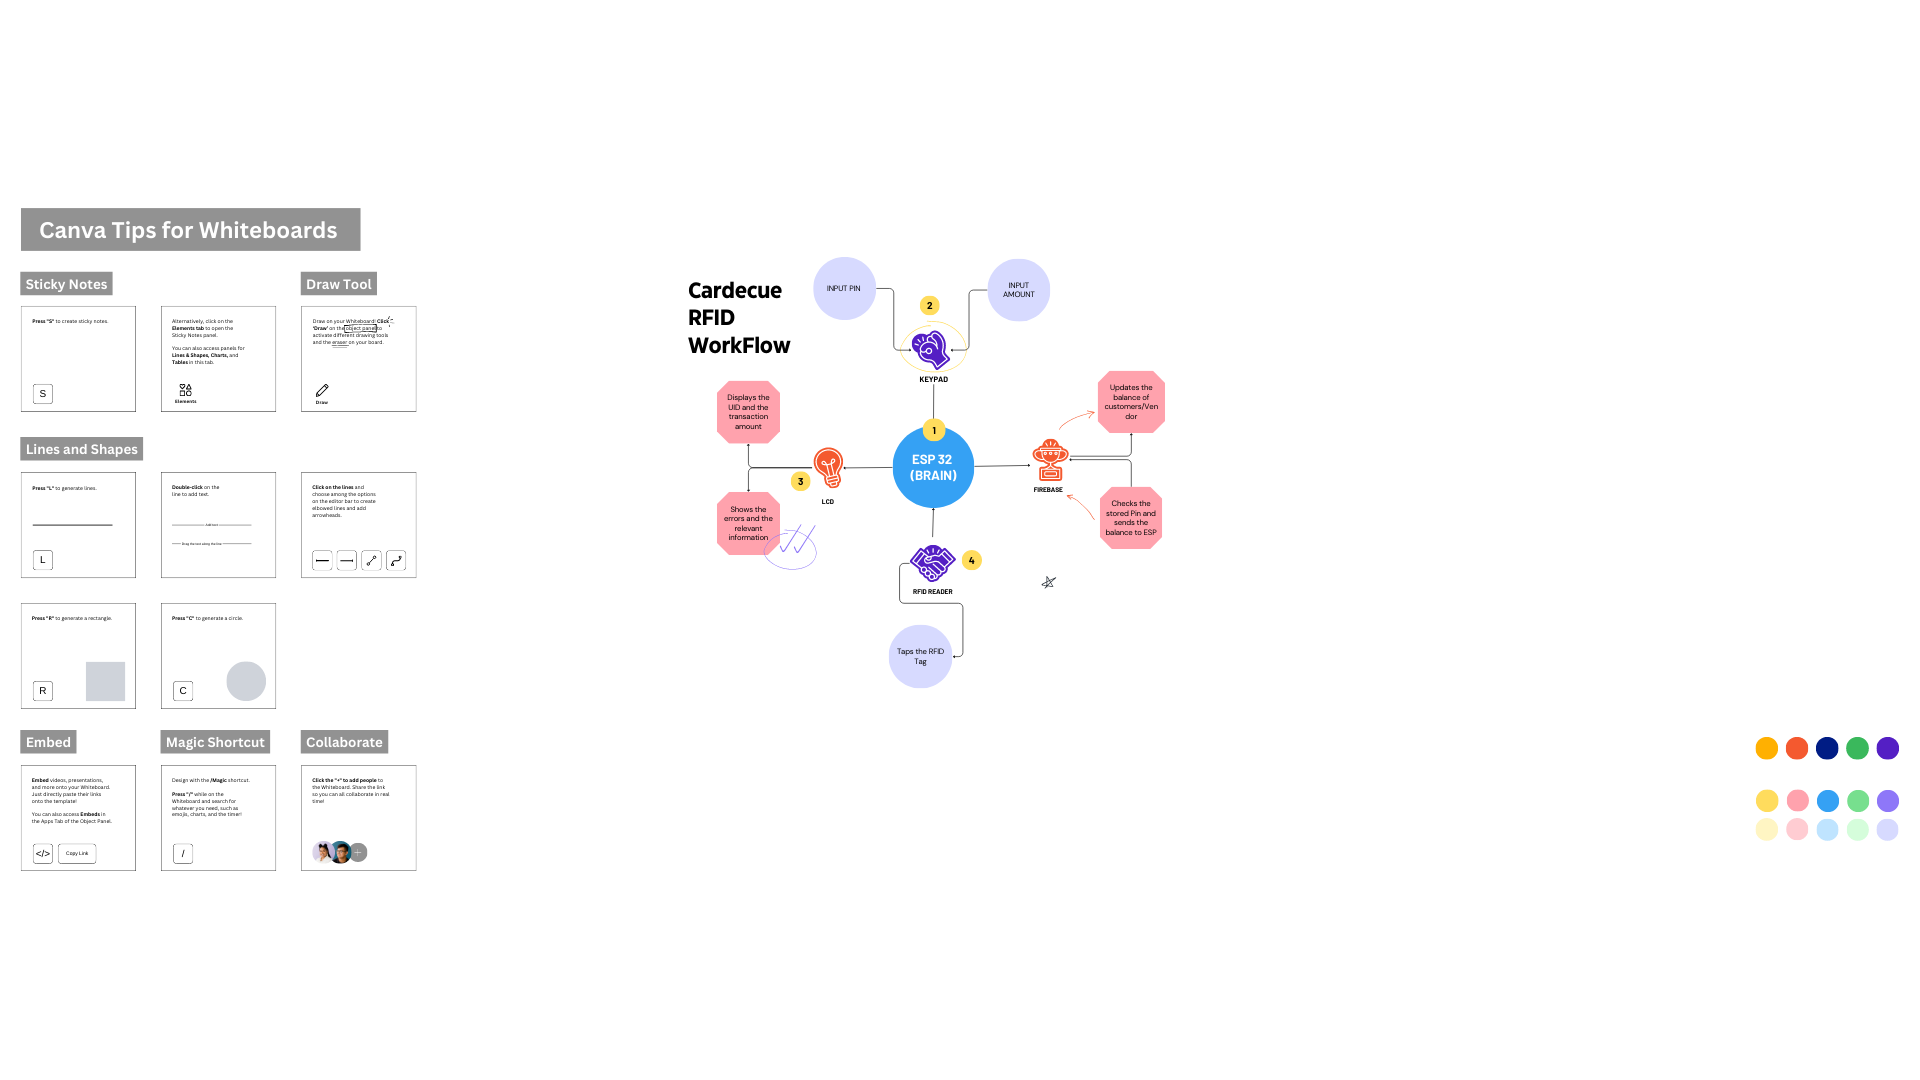 Canva Tips for Whiteboards
Sticky Notes
Draw Tool
Press "S" to create sticky notes.
S
Alternatively, click on the
Elements tab to open the
Sticky Notes panel.
You can also access panels for
Lines & Shapes, Charts, and
Tables in this tab.
Elements
Draw on your Whiteboard! Click
'Draw' on the object panel to
activate different drawing tools
and the eraser on your board.
Draw
Lines and Shapes
Press "L" to generate lines.
L
Double-click on the
line to add text.
Add text
Drag the text along the line
Click on the lines and
choose among the options
on the editor bar to create
elbowed lines and add
arrowheads.
Press "R" to generate a rectangle.
R
Press "C" to generate a circle.
C
Embed
Magic Shortcut
Collaborate
Embed videos, presentations,
and more onto your Whiteboard.
Just directly paste their links
onto the template!
You can also access Embeds in
the Apps Tab of the Object Panel.
</>
Copy Link
Design with the /Magic shortcut.
Press "/" while on the
Whiteboard and search for
whatever you need, such as
emojis, charts, and the timer!
/
Click the "+" to add people to
the Whiteboard. Share the link
so you can all collaborate in real
time!
+
Cardecue
RFID
WorkFlow
INPUT PIN
INPUT
AMOUNT
2
KEYPAD
1
ESP 32
(BRAIN)
Displays the
UID and the
transaction
amount
3
LCD
Shows the
errors and the
relevant
information
Updates the
balance of
customers/Ven
dor
FIREBASE
Checks the
stored Pin and
sends the
balance to ESP
4
RFID READER
Taps the RFID
Tag